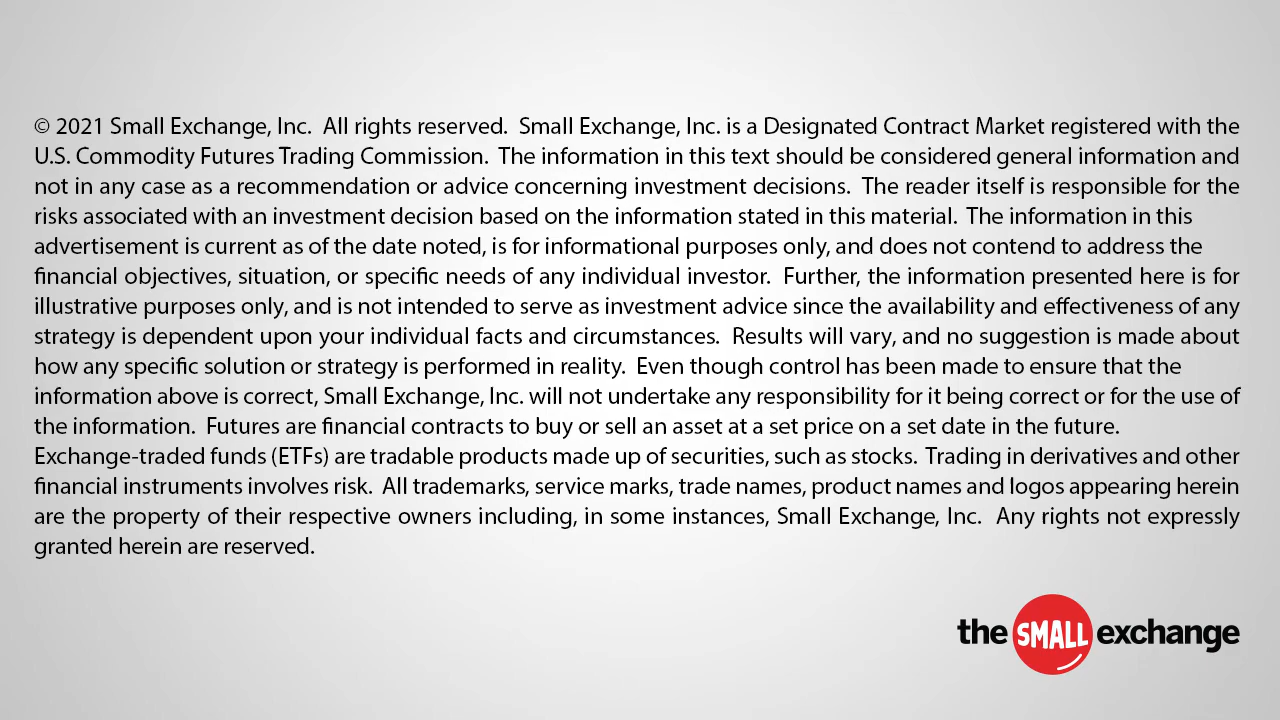 © 2021 Small Exchange, Inc.  All rights reserved.  Small Exchange, Inc. is a Designated Contract Market registered with the
U.S. Commodity Futures Trading Commission.  The information in this text should be considered general information and
not in any case as a recommendation or advice concerning investment decisions.  The reader itself is responsible for the
risks associated with an investment decision based on the information stated in this material.  The information in this
advertisement is current as of the date noted, is for informational purposes only, and does not contend to address the
financial objectives, situation, or specific needs of any individual investor.  Further, the information presented here is for
illustrative purposes only, and is not intended to serve as investment advice since the availability and effectiveness of any
strategy is dependent upon your individual facts and circumstances.  Results will vary, and no suggestion is made about
how any specific solution or strategy is performed in reality.  Even though control has been made to ensure that the
information above is correct, Small Exchange, Inc. will not undertake any responsibility for it being correct or for the use of
the information.  Futures are financial contracts to buy or sell an asset at a set price on a set date in the future.
Exchange-traded funds (ETFs) are tradable products made up of securities, such as stocks.  Trading in derivatives and other
financial instruments involves risk.  All trademarks, service marks, trade names, product names and logos appearing herein
are the property of their respective owners including, in some instances, Small Exchange, Inc.  Any rights not expressly
granted herein are reserved.
the SMALL exchange